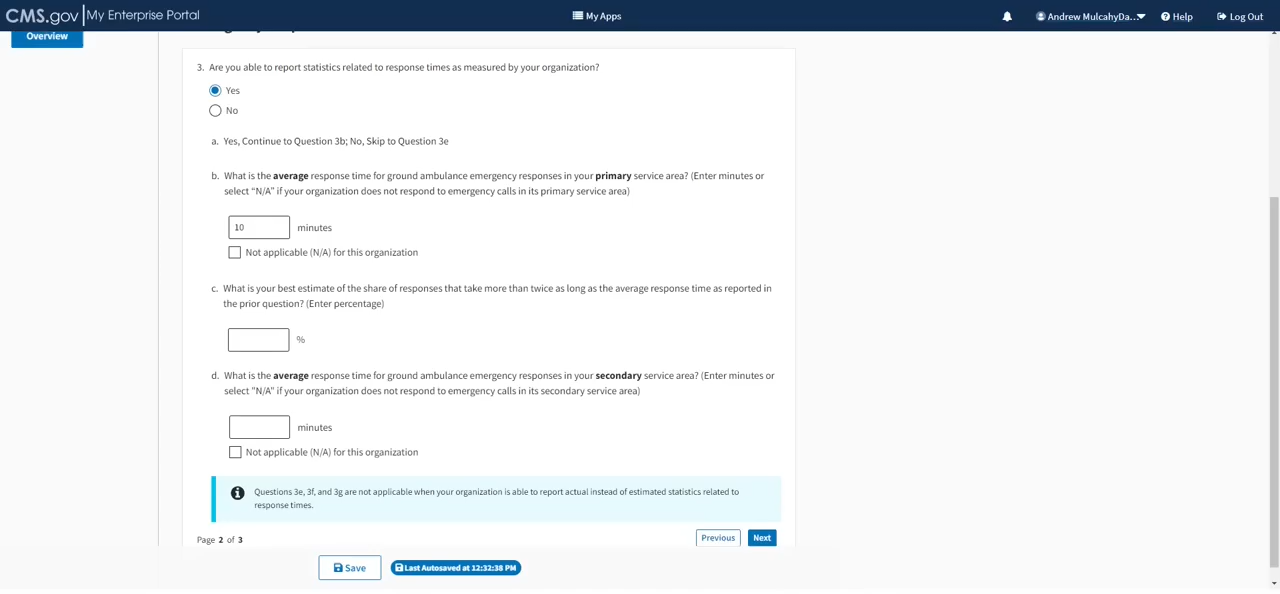 CMS.gov | My Enterprise Portal
My Apps
Andrew MulcahyDa...
Help
Log Out
Overview
3. Are you able to report statistics related to response times as measured by your organization?
Yes
No
a. Yes, Continue to Question 3b; No, Skip to Question 3e
b. What is the average response time for ground ambulance emergency responses in your primary service area? (Enter minutes or
select “N/A” if your organization does not respond to emergency calls in its primary service area)
10 minutes
Not applicable (N/A) for this organization
c. What is your best estimate of the share of responses that take more than twice as long as the average response time as reported in
the prior question? (Enter percentage)
%
d. What is the average response time for ground ambulance emergency responses in your secondary service area? (Enter minutes or
select "N/A" if your organization does not respond to emergency calls in its secondary service area)
minutes
Not applicable (N/A) for this organization
Questions 3e, 3f, and 3g are not applicable when your organization is able to report actual instead of estimated statistics related to
response times.
Page 2 of 3
Previous
Next
Save
Last Autosaved at 12:32:38 PM